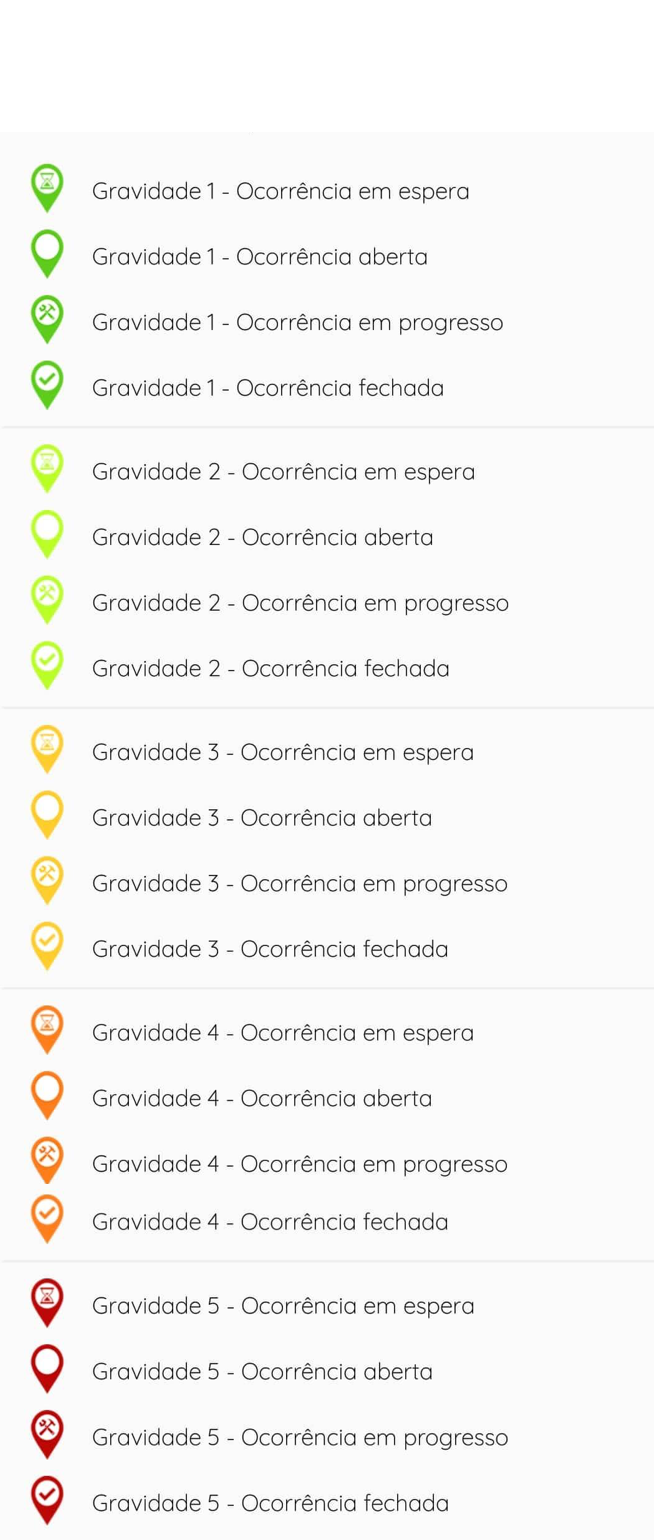 Gravidade 1 - Ocorrência em espera
Gravidade 1 - Ocorrência aberta
Gravidade 1 - Ocorrência em progresso
Gravidade 1 - Ocorrência fechada
Gravidade 2 - Ocorrência em espera
Gravidade 2 - Ocorrência aberta
Gravidade 2 - Ocorrência em progresso
Gravidade 2 - Ocorrência fechada
Gravidade 3 - Ocorrência em espera
Gravidade 3 - Ocorrência aberta
Gravidade 3 - Ocorrência em progresso
Gravidade 3 - Ocorrência fechada
Gravidade 4 - Ocorrência em espera
Gravidade 4 - Ocorrência aberta
Gravidade 4 - Ocorrência em progresso
Gravidade 4 - Ocorrência fechada
Gravidade 5 - Ocorrência em espera
Gravidade 5 - Ocorrência aberta
Gravidade 5 - Ocorrência em progresso
Gravidade 5 - Ocorrência fechada